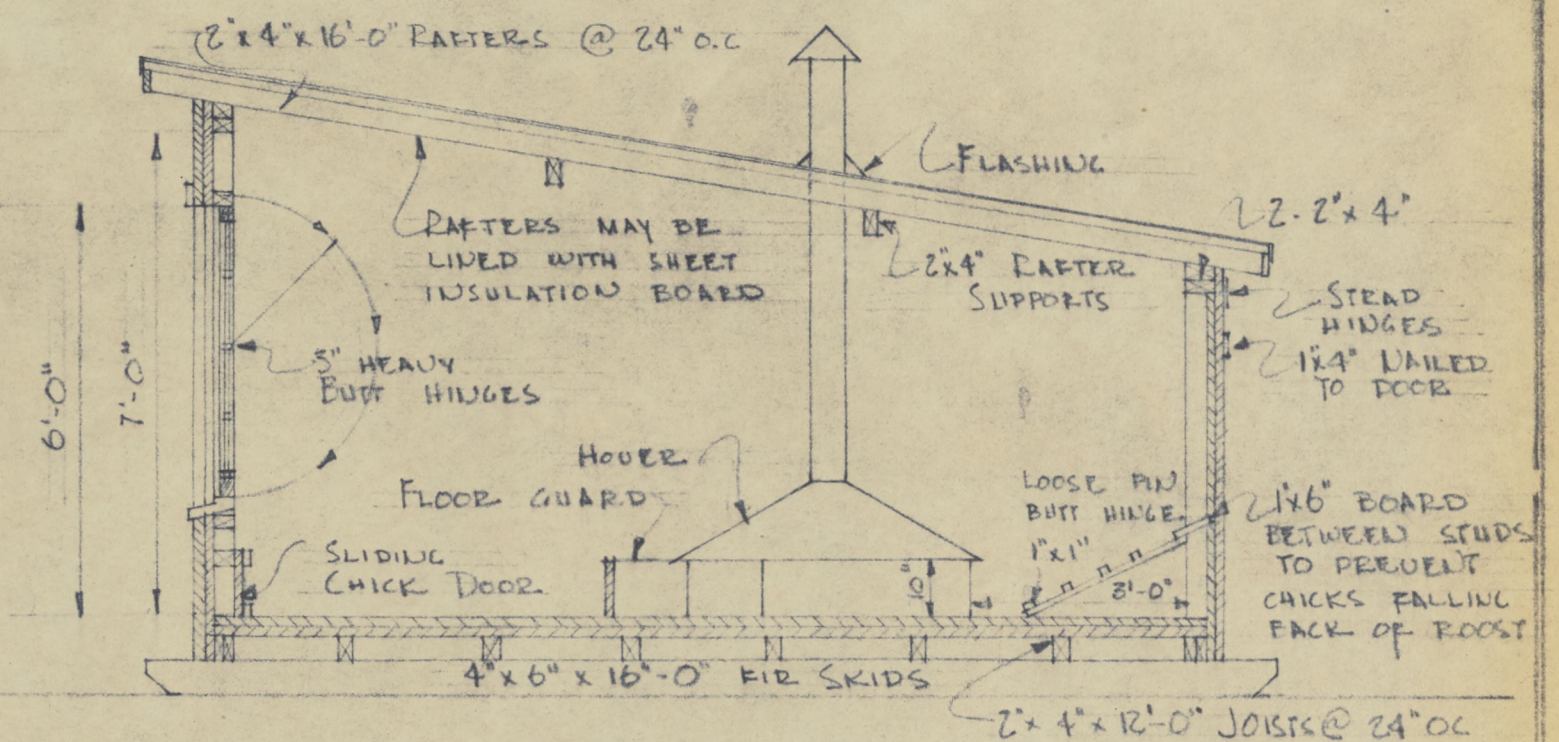 2"x 4"x 16'-0" RAFTERS @ 24" O.C
FLASHING
2-2"x 4"
RAFTERS MAY BE
LINED WITH SHEET
INSULATION BOARD
2"x4" RAFTER
SUPPORTS
STRAP
HINGES
1"x4" NAILED
TO DOOR
3" HEAVY
BUTT HINGES
6'-0"
7'-0"
HOVER
FLOOR GUARD
LOOSE PIN
BUTT HINGE
1"x1"
3'-0"
1"x6" BOARD
BETWEEN STUDS
TO PREVENT
CHICKS FALLING
BACK OF ROOST
SLIDING
CHICK DOOR
4"x 6" x 16'-0" FIR SKIDS
2"x 4"x 12'-0" JOISTS @ 24" OC